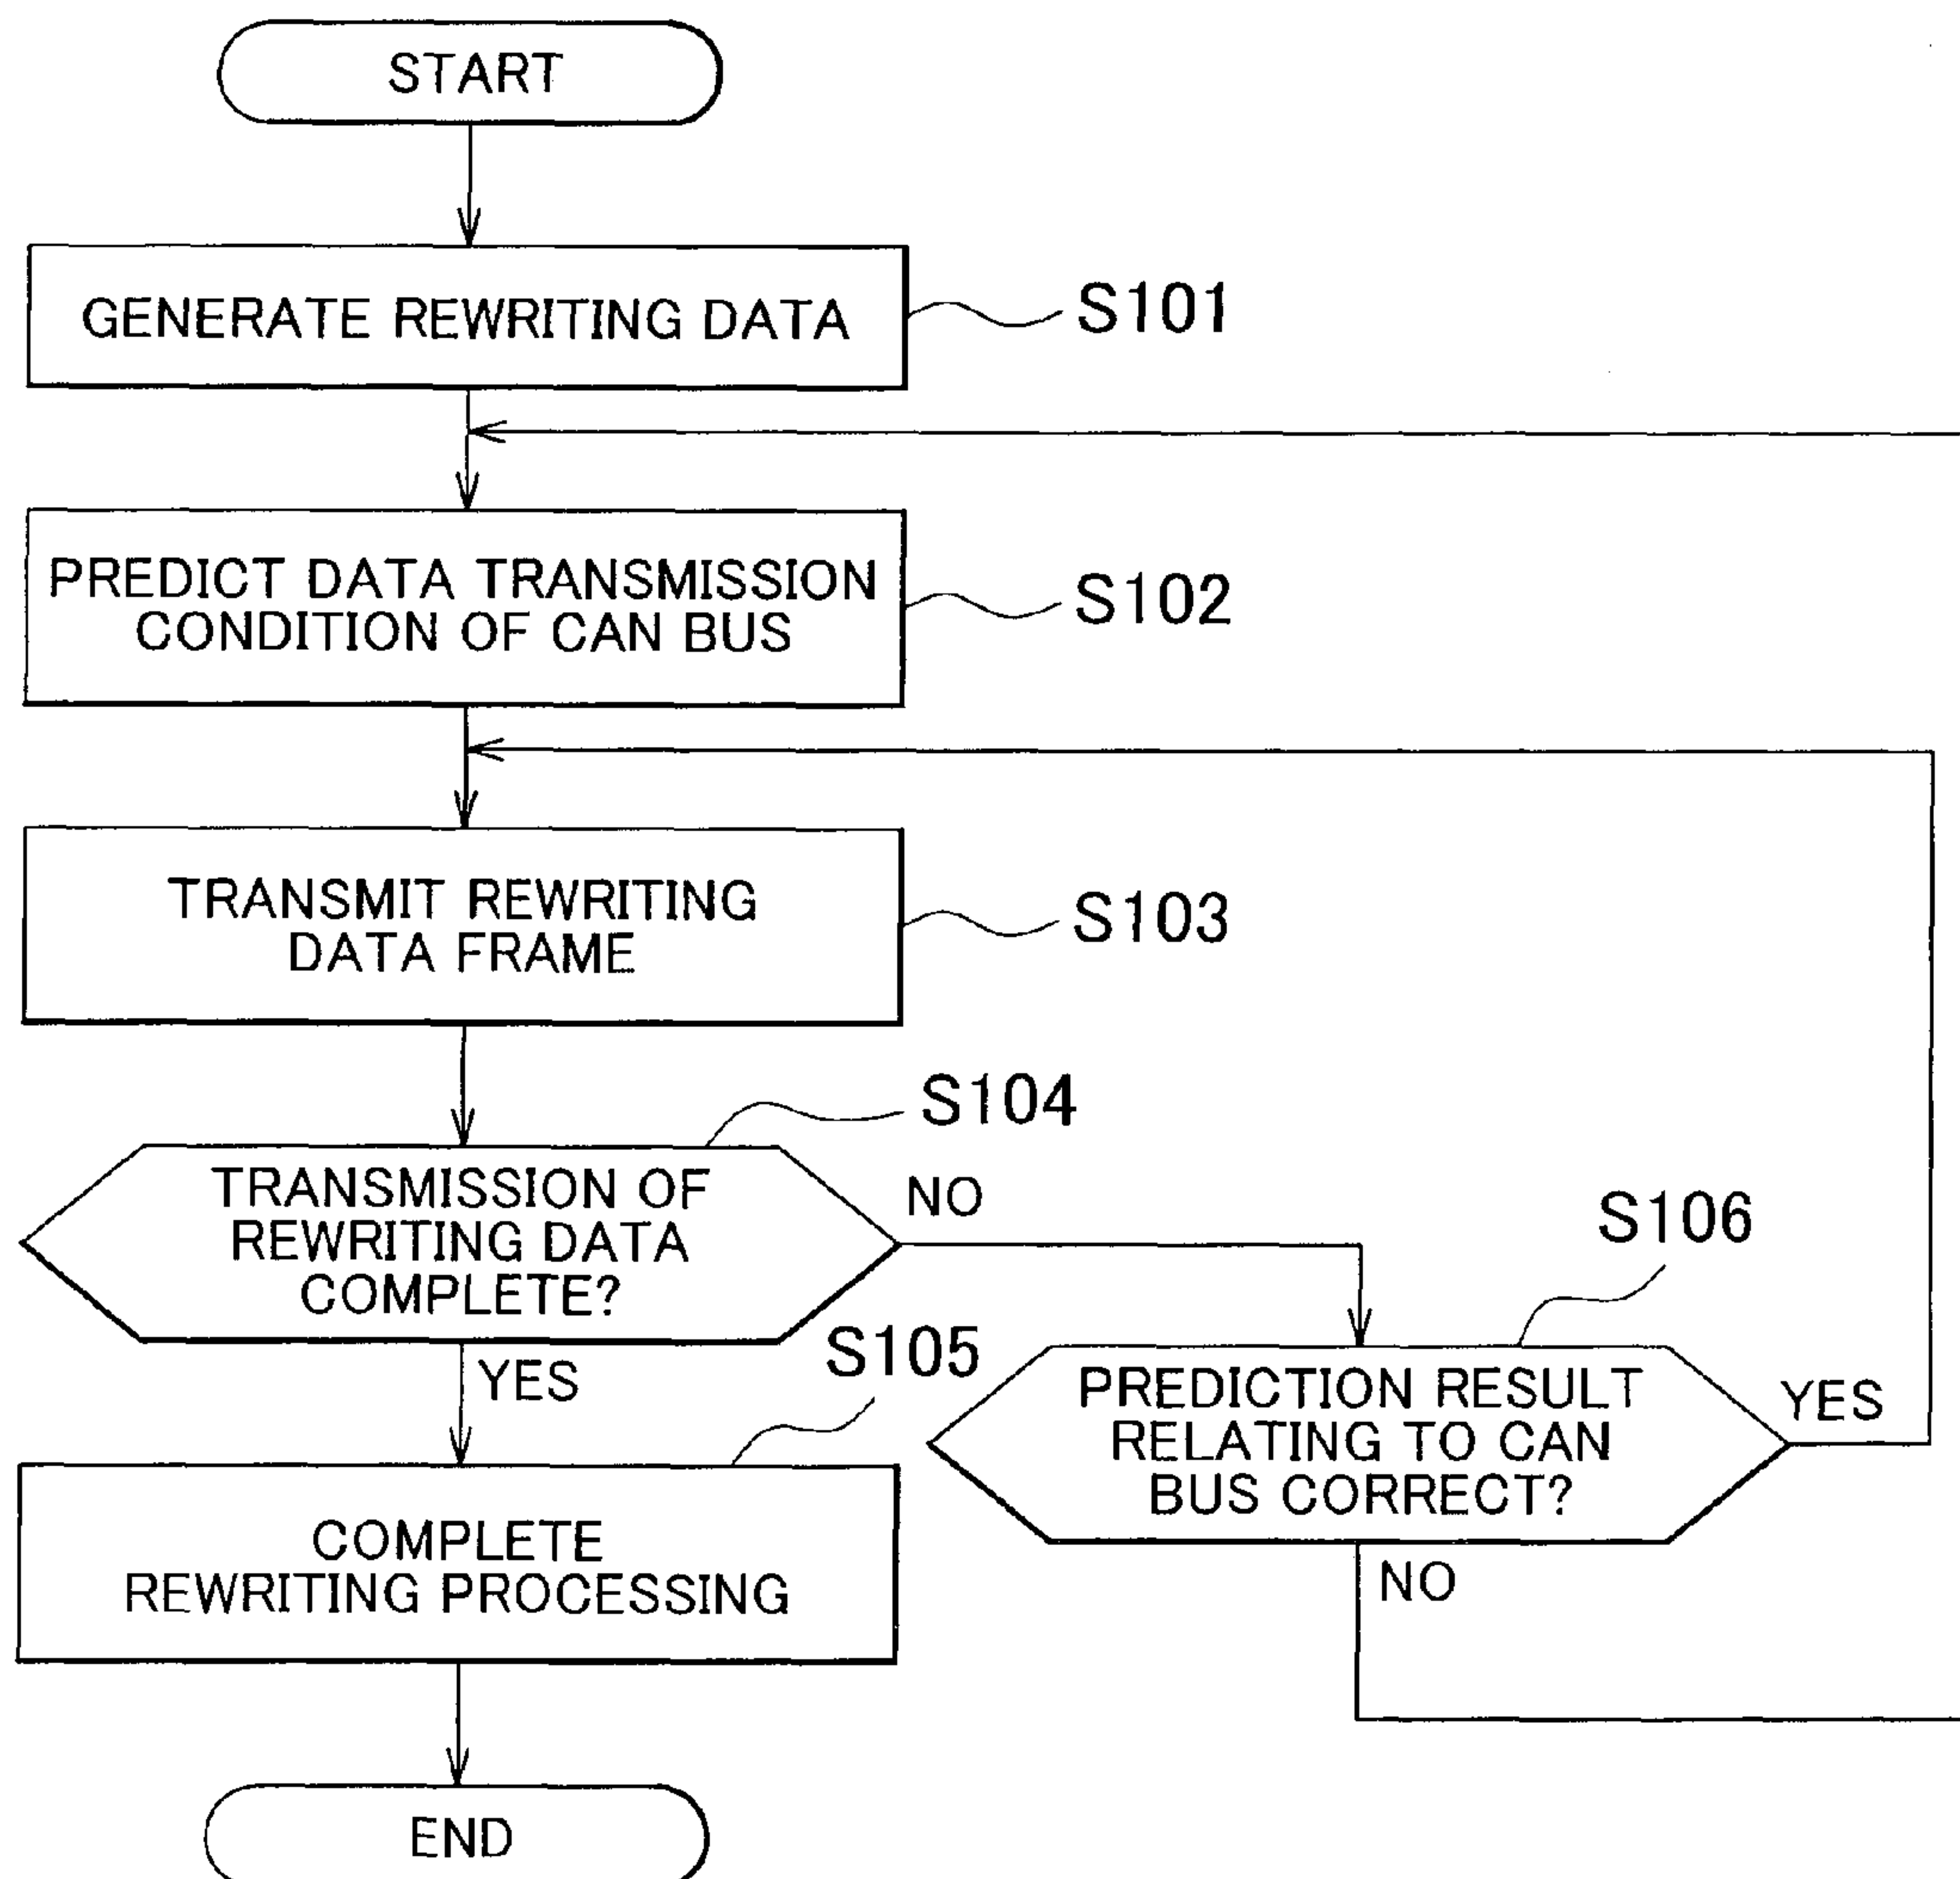 START
GENERATE REWRITING DATA
S101
PREDICT DATA TRANSMISSION
CONDITION OF CAN BUS
S102
TRANSMIT REWRITING
DATA FRAME
S103
S104
TRANSMISSION OF
REWRITING DATA
COMPLETE?
NO
YES
S106
PREDICTION RESULT
RELATING TO CAN
BUS CORRECT?
YES
NO
S105
COMPLETE
REWRITING PROCESSING
END